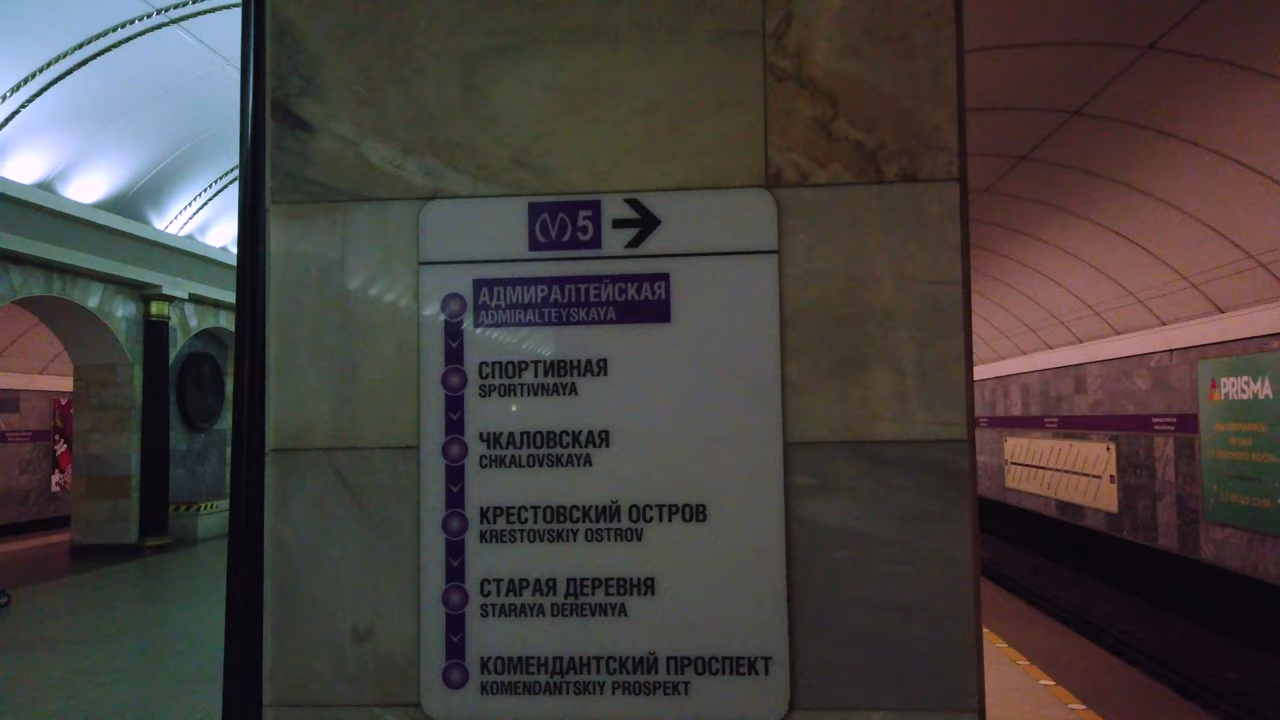 M 5 →
АДМИРАЛТЕЙСКАЯ
ADMIRALTEYSKAYA
СПОРТИВНАЯ
SPORTIVNAYA
ЧКАЛОВСКАЯ
CHKALOVSKAYA
КРЕСТОВСКИЙ ОСТРОВ
KRESTOVSKIY OSTROV
СТАРАЯ ДЕРЕВНЯ
STARAYA DEREVNYA
КОМЕНДАНТСКИЙ ПРОСПЕКТ
KOMENDANTSKIY PROSPEKT
PRISMA